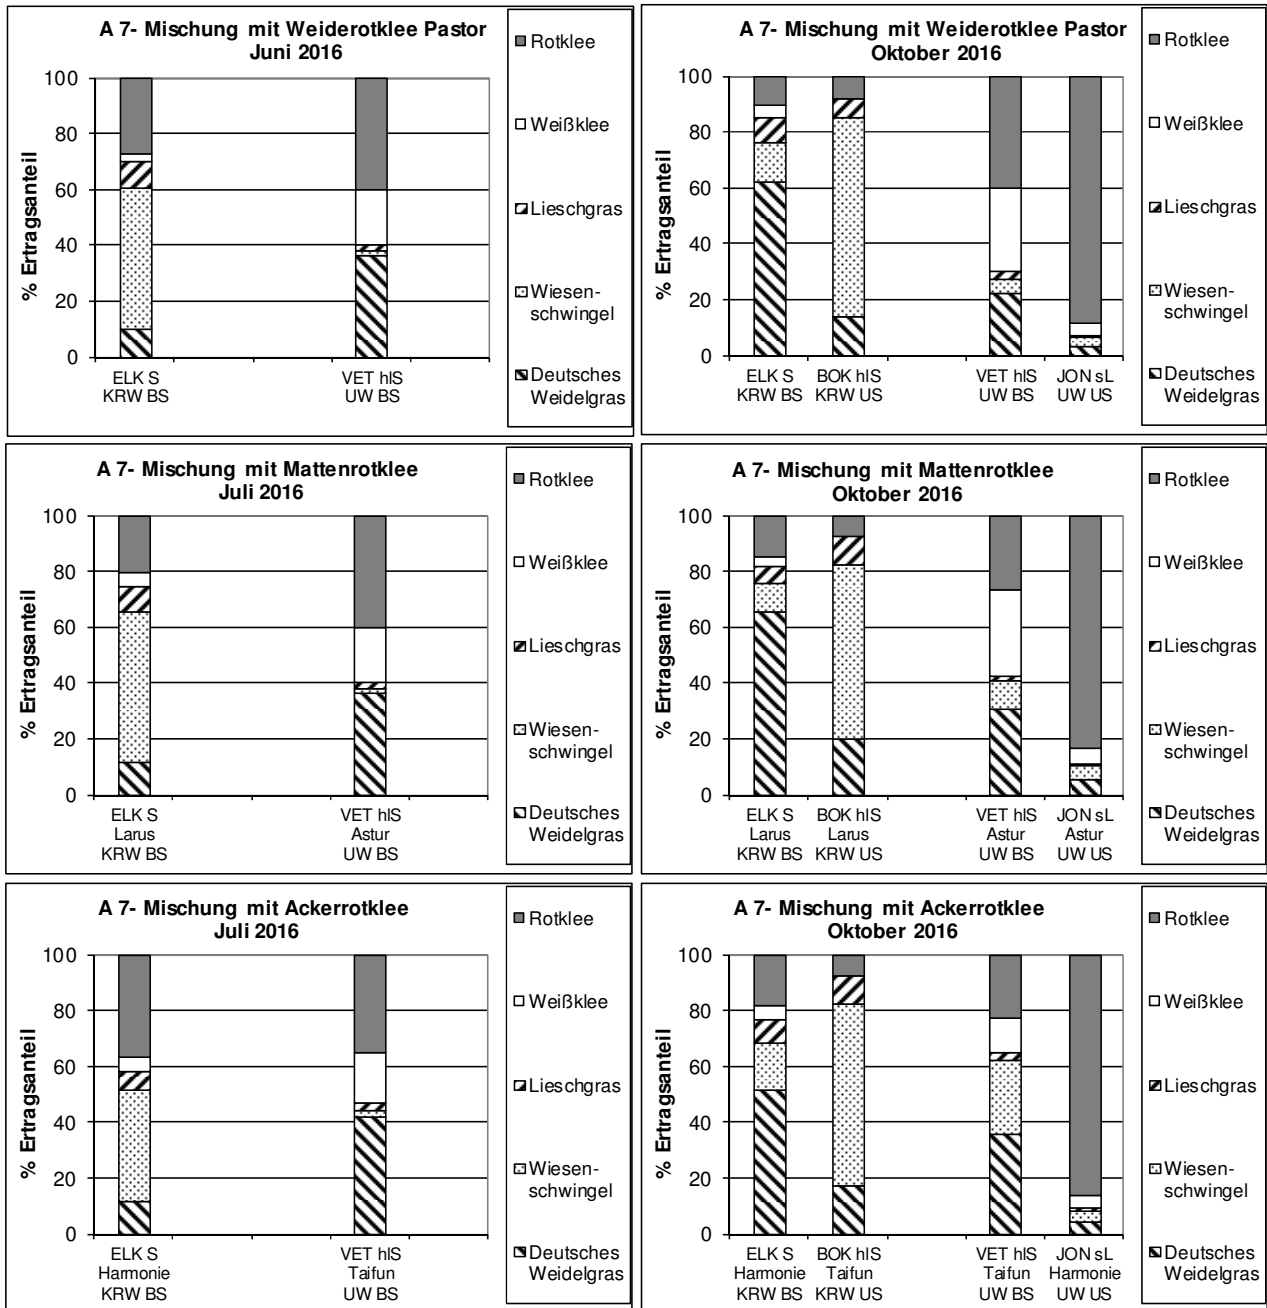 A 7- Mischung mit Weiderotklee Pastor
Juni 2016
% Ertragsanteil
100
80
60
40
20
0
ELK S
KRW BS
VET hlS
UW BS
Rotklee
Weißklee
Lieschgras
Wiesen-
schwingel
Deutsches
Weidelgras
A 7- Mischung mit Weiderotklee Pastor
Oktober 2016
% Ertragsanteil
100
80
60
40
20
0
ELK S
KRW BS
BOK hlS
KRW US
VET hlS
UW BS
JON sL
UW US
Rotklee
Weißklee
Lieschgras
Wiesen-
schwingel
Deutsches
Weidelgras
A 7- Mischung mit Mattenrotklee
Juli 2016
% Ertragsanteil
100
80
60
40
20
0
ELK S
Larus
KRW BS
VET hlS
Astur
UW BS
Rotklee
Weißklee
Lieschgras
Wiesen-
schwingel
Deutsches
Weidelgras
A 7- Mischung mit Mattenrotklee
Oktober 2016
% Ertragsanteil
100
80
60
40
20
0
ELK S
Larus
KRW BS
BOK hlS
Larus
KRW US
VET hlS
Astur
UW BS
JON sL
Astur
UW US
Rotklee
Weißklee
Lieschgras
Wiesen-
schwingel
Deutsches
Weidelgras
A 7- Mischung mit Ackerrotklee
Juli 2016
% Ertragsanteil
100
80
60
40
20
0
ELK S
Harmonie
KRW BS
VET hlS
Taifun
UW BS
Rotklee
Weißklee
Lieschgras
Wiesen-
schwingel
Deutsches
Weidelgras
A 7- Mischung mit Ackerrotklee
Oktober 2016
% Ertragsanteil
100
80
60
40
20
0
ELK S
Harmonie
KRW BS
BOK hlS
Taifun
KRW US
VET hlS
Taifun
UW BS
JON sL
Harmonie
UW US
Rotklee
Weißklee
Lieschgras
Wiesen-
schwingel
Deutsches
Weidelgras